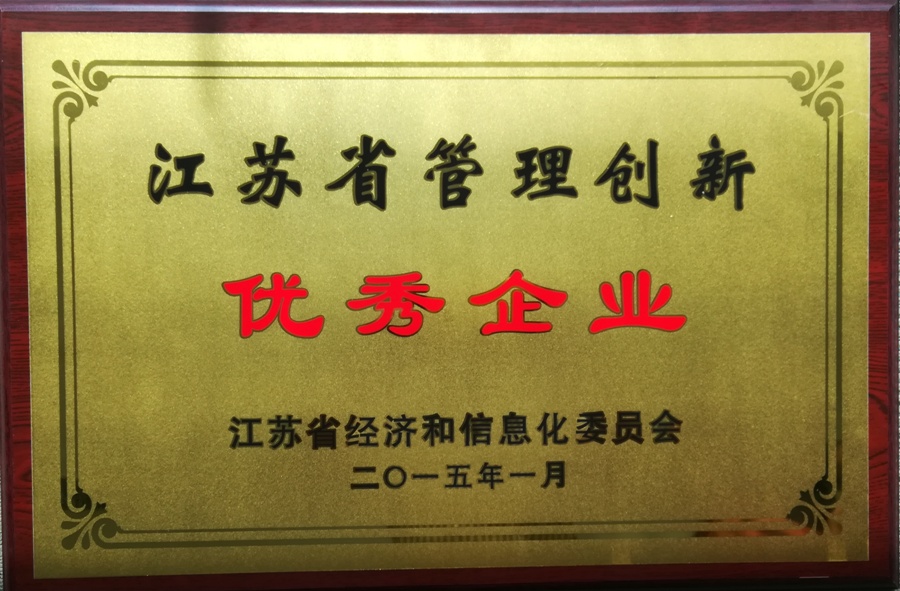 江苏省管理创新
优秀企业
江苏省经济和信息化委员会
二〇一五年一月